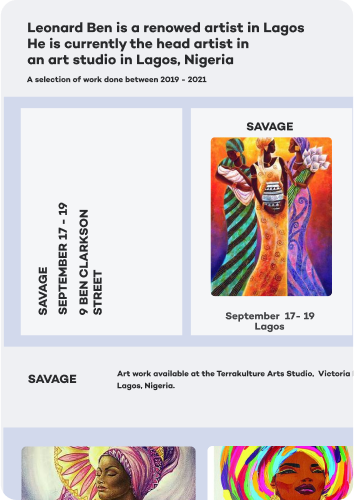 Leonard Ben is a renowed artist in Lagos
He is currently the head artist in
an art studio in Lagos, Nigeria
A selection of work done between 2019 - 2021
SAVAGE
SEPTEMBER 17 - 19
9 BEN CLARKSON
STREET
SAVAGE
September 17- 19
Lagos
SAVAGE
Art work available at the Terrakulture Arts Studio, Victoria
Lagos, Nigeria.